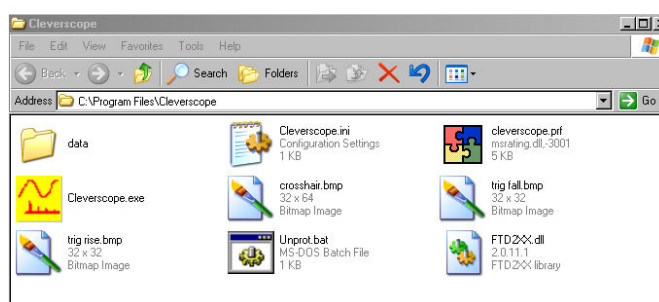 Cleverscope
File Edit View Favorites Tools Help
Back Search Folders
Address C:\Program Files\Cleverscope Go
data
Cleverscope.ini
Configuration Settings
1 KB
cleverscope.prf
msrating.dll,-3001
5 KB
Cleverscope.exe
crosshair.bmp
32 x 64
Bitmap Image
trig fall.bmp
32 x 32
Bitmap Image
trig rise.bmp
32 x 32
Bitmap Image
Unprot.bat
MS-DOS Batch File
1 KB
FTD2XX.dll
2.0.11.1
FTD2XX library